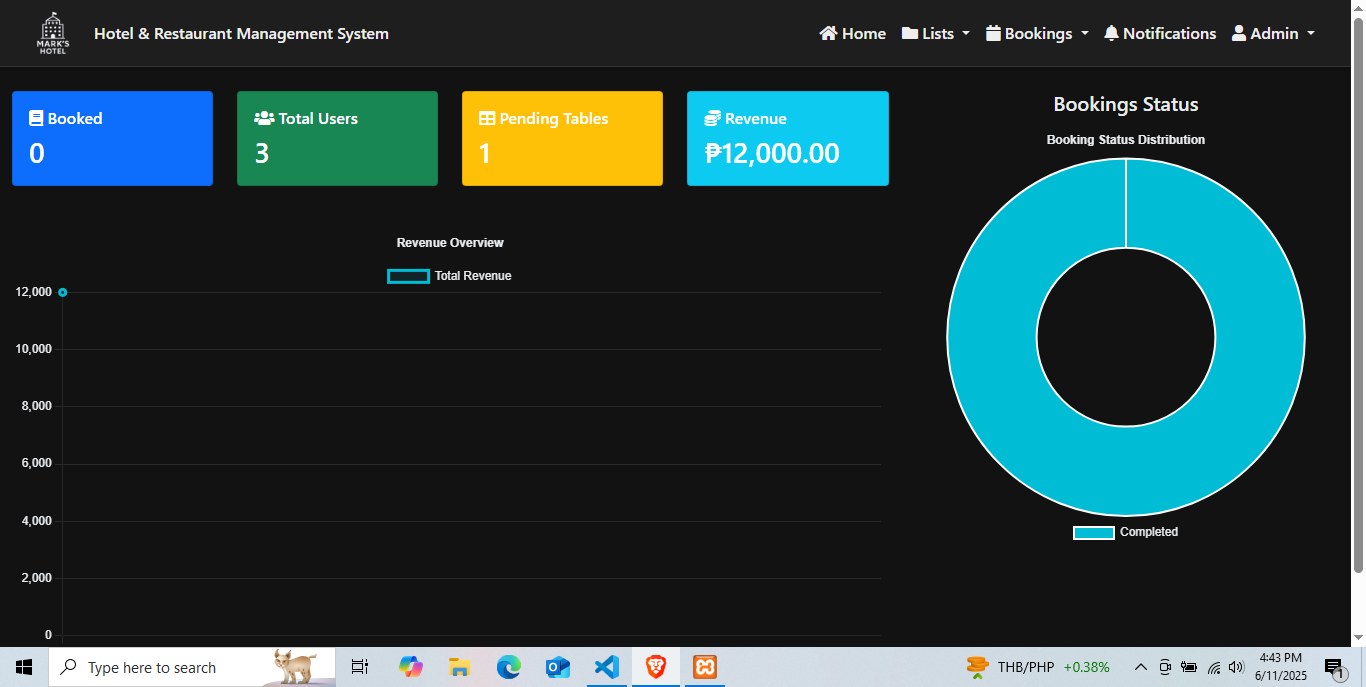 MARK'S
HOTEL
Hotel & Restaurant Management System
Home
Lists
Bookings
Notifications
Admin
Booked
0
Total Users
3
Pending Tables
1
Revenue
₱12,000.00
Revenue Overview
Total Revenue
12,000
10,000
8,000
6,000
4,000
2,000
0
Bookings Status
Booking Status Distribution
Completed
Type here to search
THB/PHP +0.38%
4:43 PM
6/11/2025
1